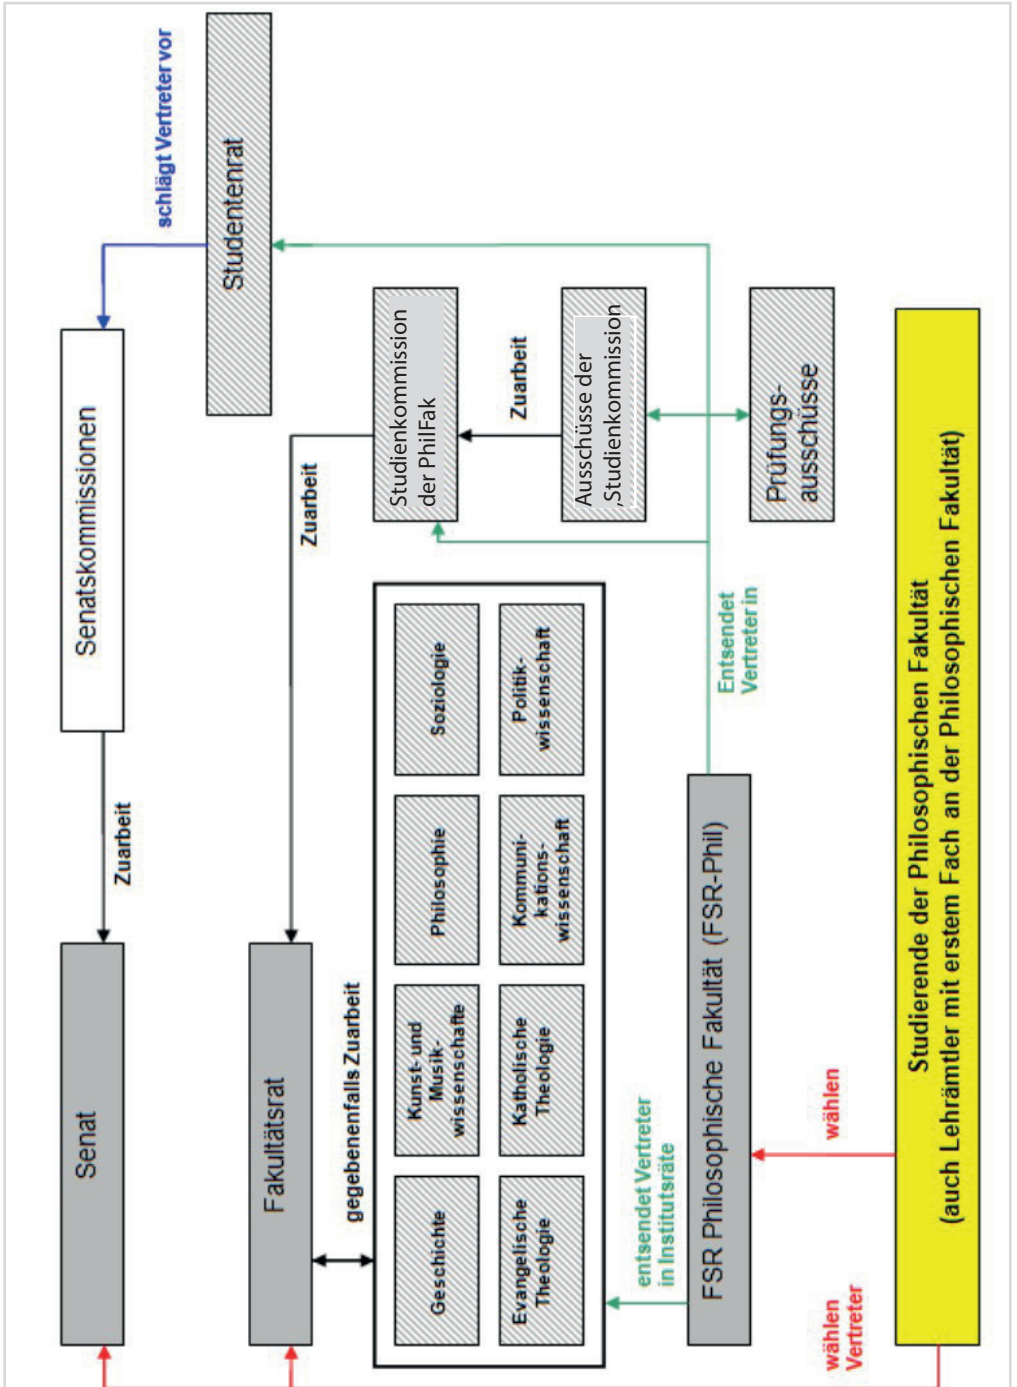 Senat
Zuarbeit
Senatskommissionen
schlägt Vertreter vor
Studentenrat
Fakultätsrat
Zuarbeit
gegebenenfalls Zuarbeit
Geschichte
Kunst- und
Musik-
wissenschafte
Philosophie
Soziologie
Evangelische
Theologie
Katholische
Theologie
Kommuni-
kations-
wissenschaft
Politik-
wissenschaft
Studienkommission
der PhilFak
Zuarbeit
Ausschüsse der
,Studienkommission
Prüfungs-
ausschüsse
entsendet Vertreter
in Institutsräte
FSR Philosophische Fakultät (FSR-Phil)
Entsendet
Vertreter in
wählen
Vertreter
wählen
Studierende der Philosophischen Fakultät
(auch Lehrämtler mit erstem Fach an der Philosophischen Fakultät)